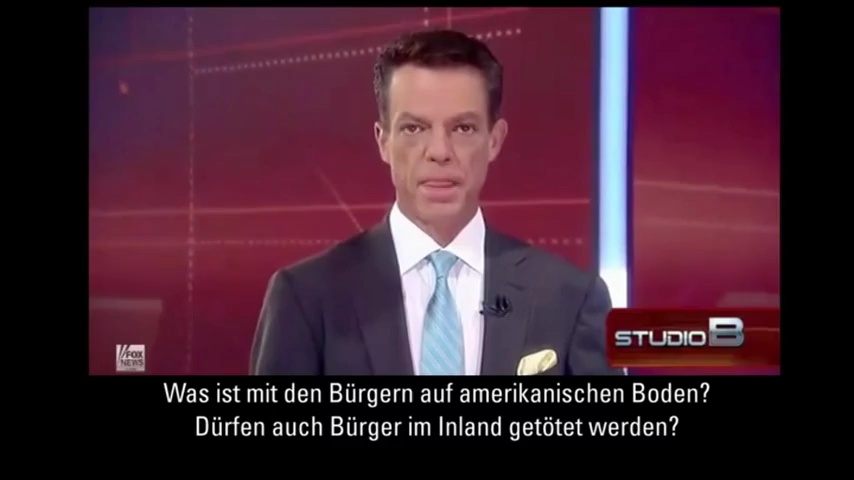 STUDIO B
FOX
NEWS
Was ist mit den Bürgern auf amerikanischen Boden?
Dürfen auch Bürger im Inland getötet werden?